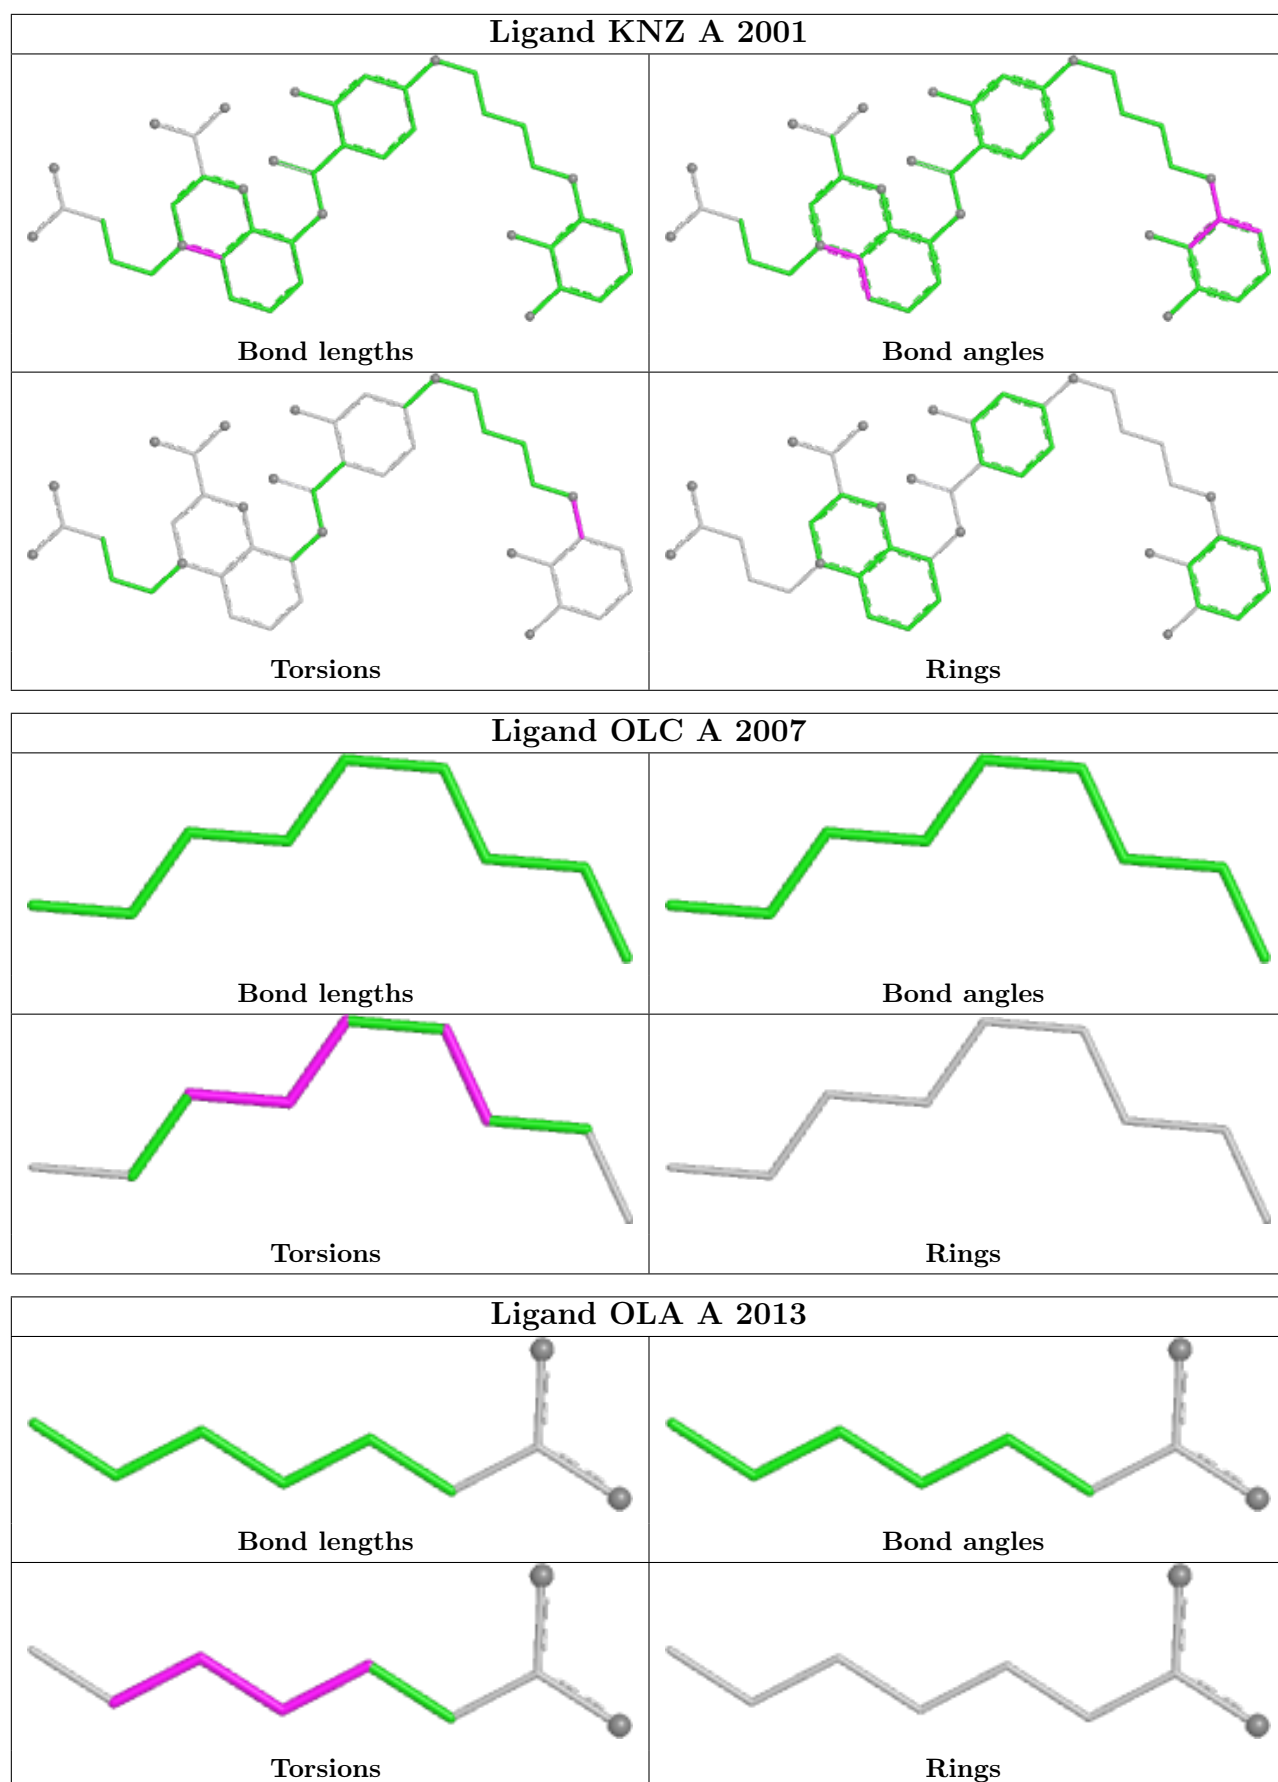 Ligand KNZ A 2001
Bond lengths
Bond angles
Torsions
Rings
Ligand OLC A 2007
Bond lengths
Bond angles
Torsions
Rings
Ligand OLA A 2013
Bond lengths
Bond angles
Torsions
Rings